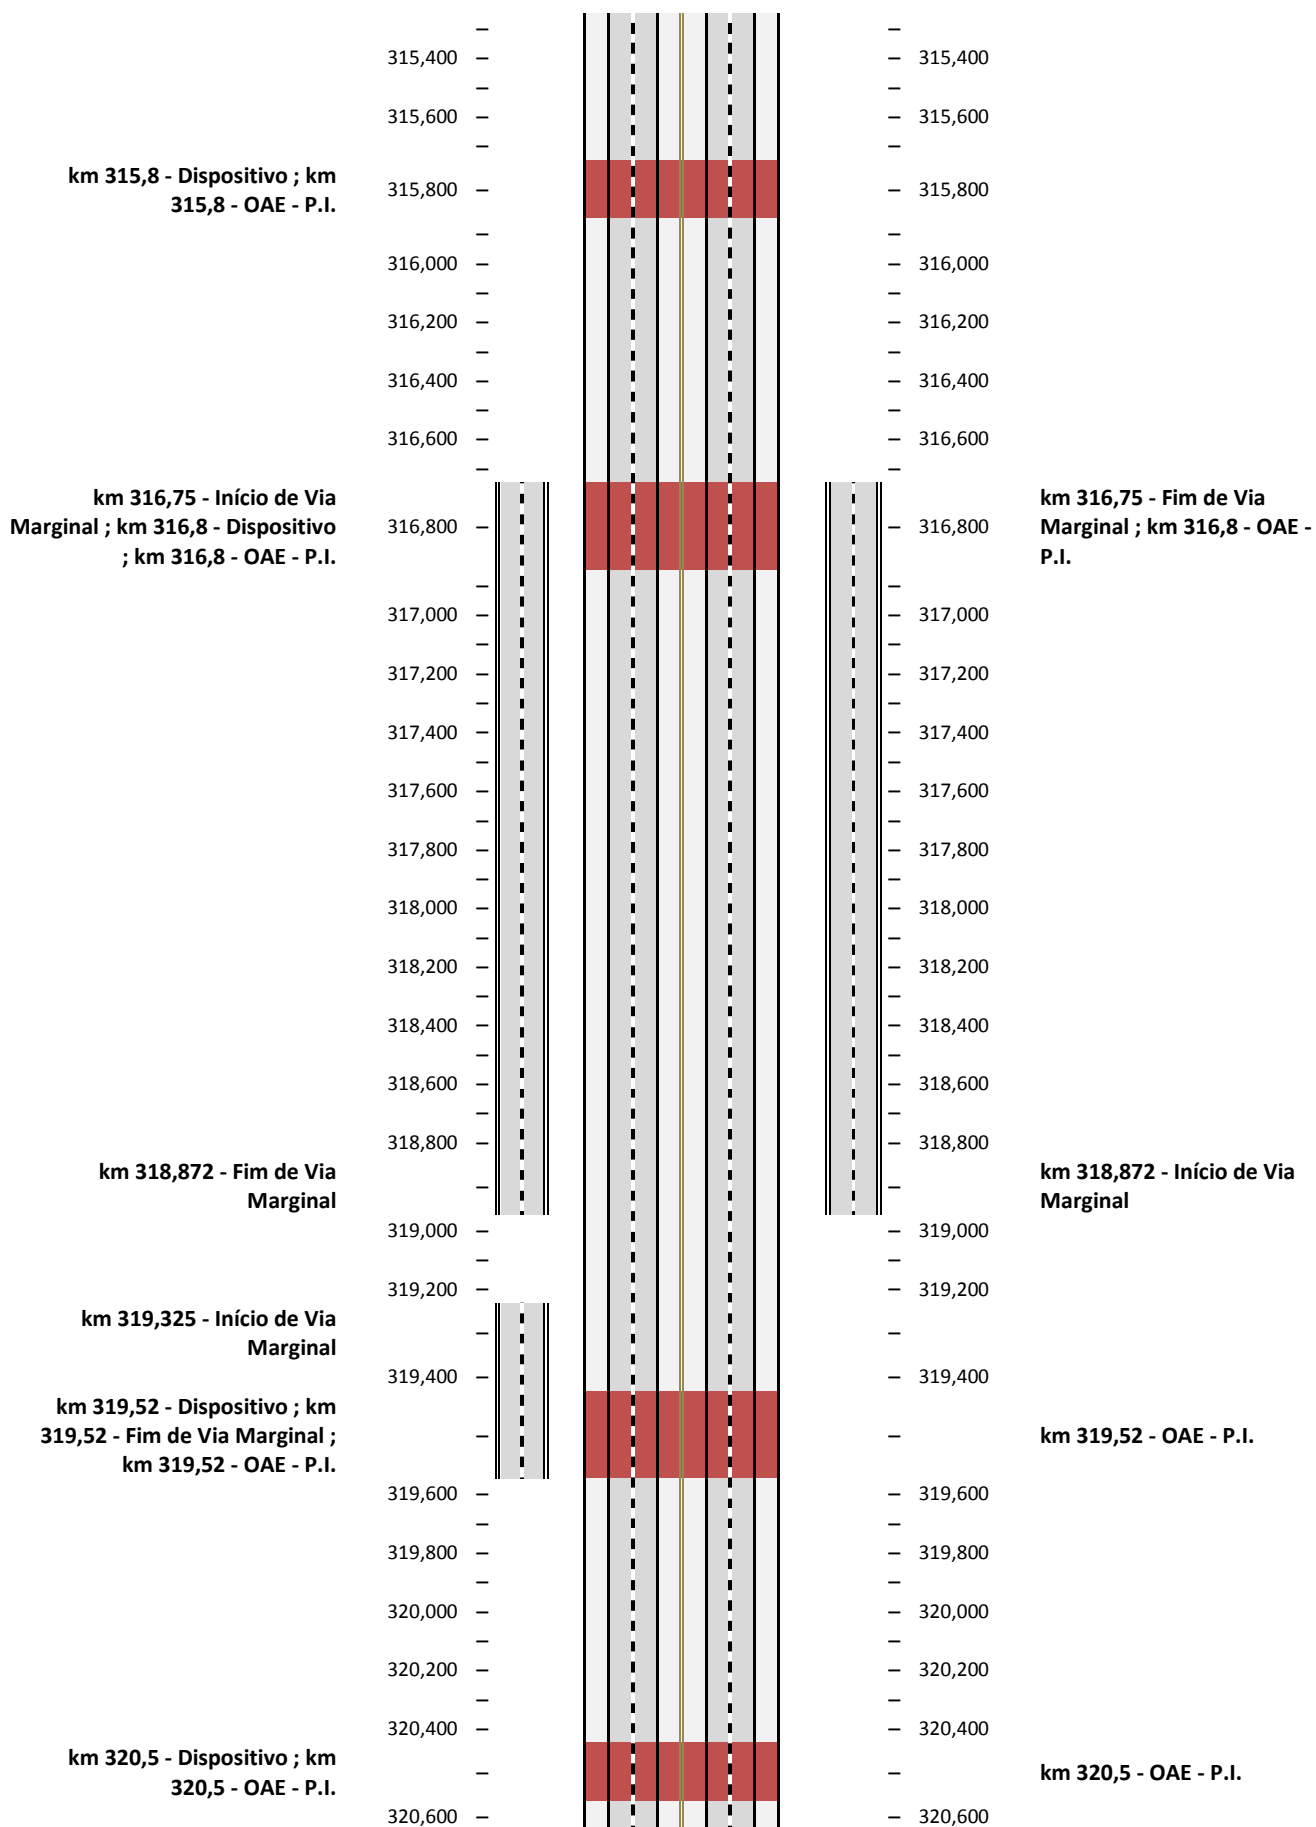 315,400 315,400
315,600 315,600
km 315,8 - Dispositivo ; km
315,8 - OAE - P.I.
315,800 315,800
316,000 316,000
316,200 316,200
316,400 316,400
316,600 316,600
km 316,75 - Início de Via
Marginal ; km 316,8 - Dispositivo
; km 316,8 - OAE - P.I.
316,800 316,800
km 316,75 - Fim de Via
Marginal ; km 316,8 - OAE -
P.I.
317,000 317,000
317,200 317,200
317,400 317,400
317,600 317,600
317,800 317,800
318,000 318,000
318,200 318,200
318,400 318,400
318,600 318,600
318,800 318,800
km 318,872 - Fim de Via
Marginal
km 318,872 - Início de Via
Marginal
319,000 319,000
319,200 319,200
km 319,325 - Início de Via
Marginal
319,400 319,400
km 319,52 - Dispositivo ; km
319,52 - Fim de Via Marginal ;
km 319,52 - OAE - P.I.
km 319,52 - OAE - P.I.
319,600 319,600
319,800 319,800
320,000 320,000
320,200 320,200
320,400 320,400
km 320,5 - Dispositivo ; km
320,5 - OAE - P.I.
km 320,5 - OAE - P.I.
320,600 320,600